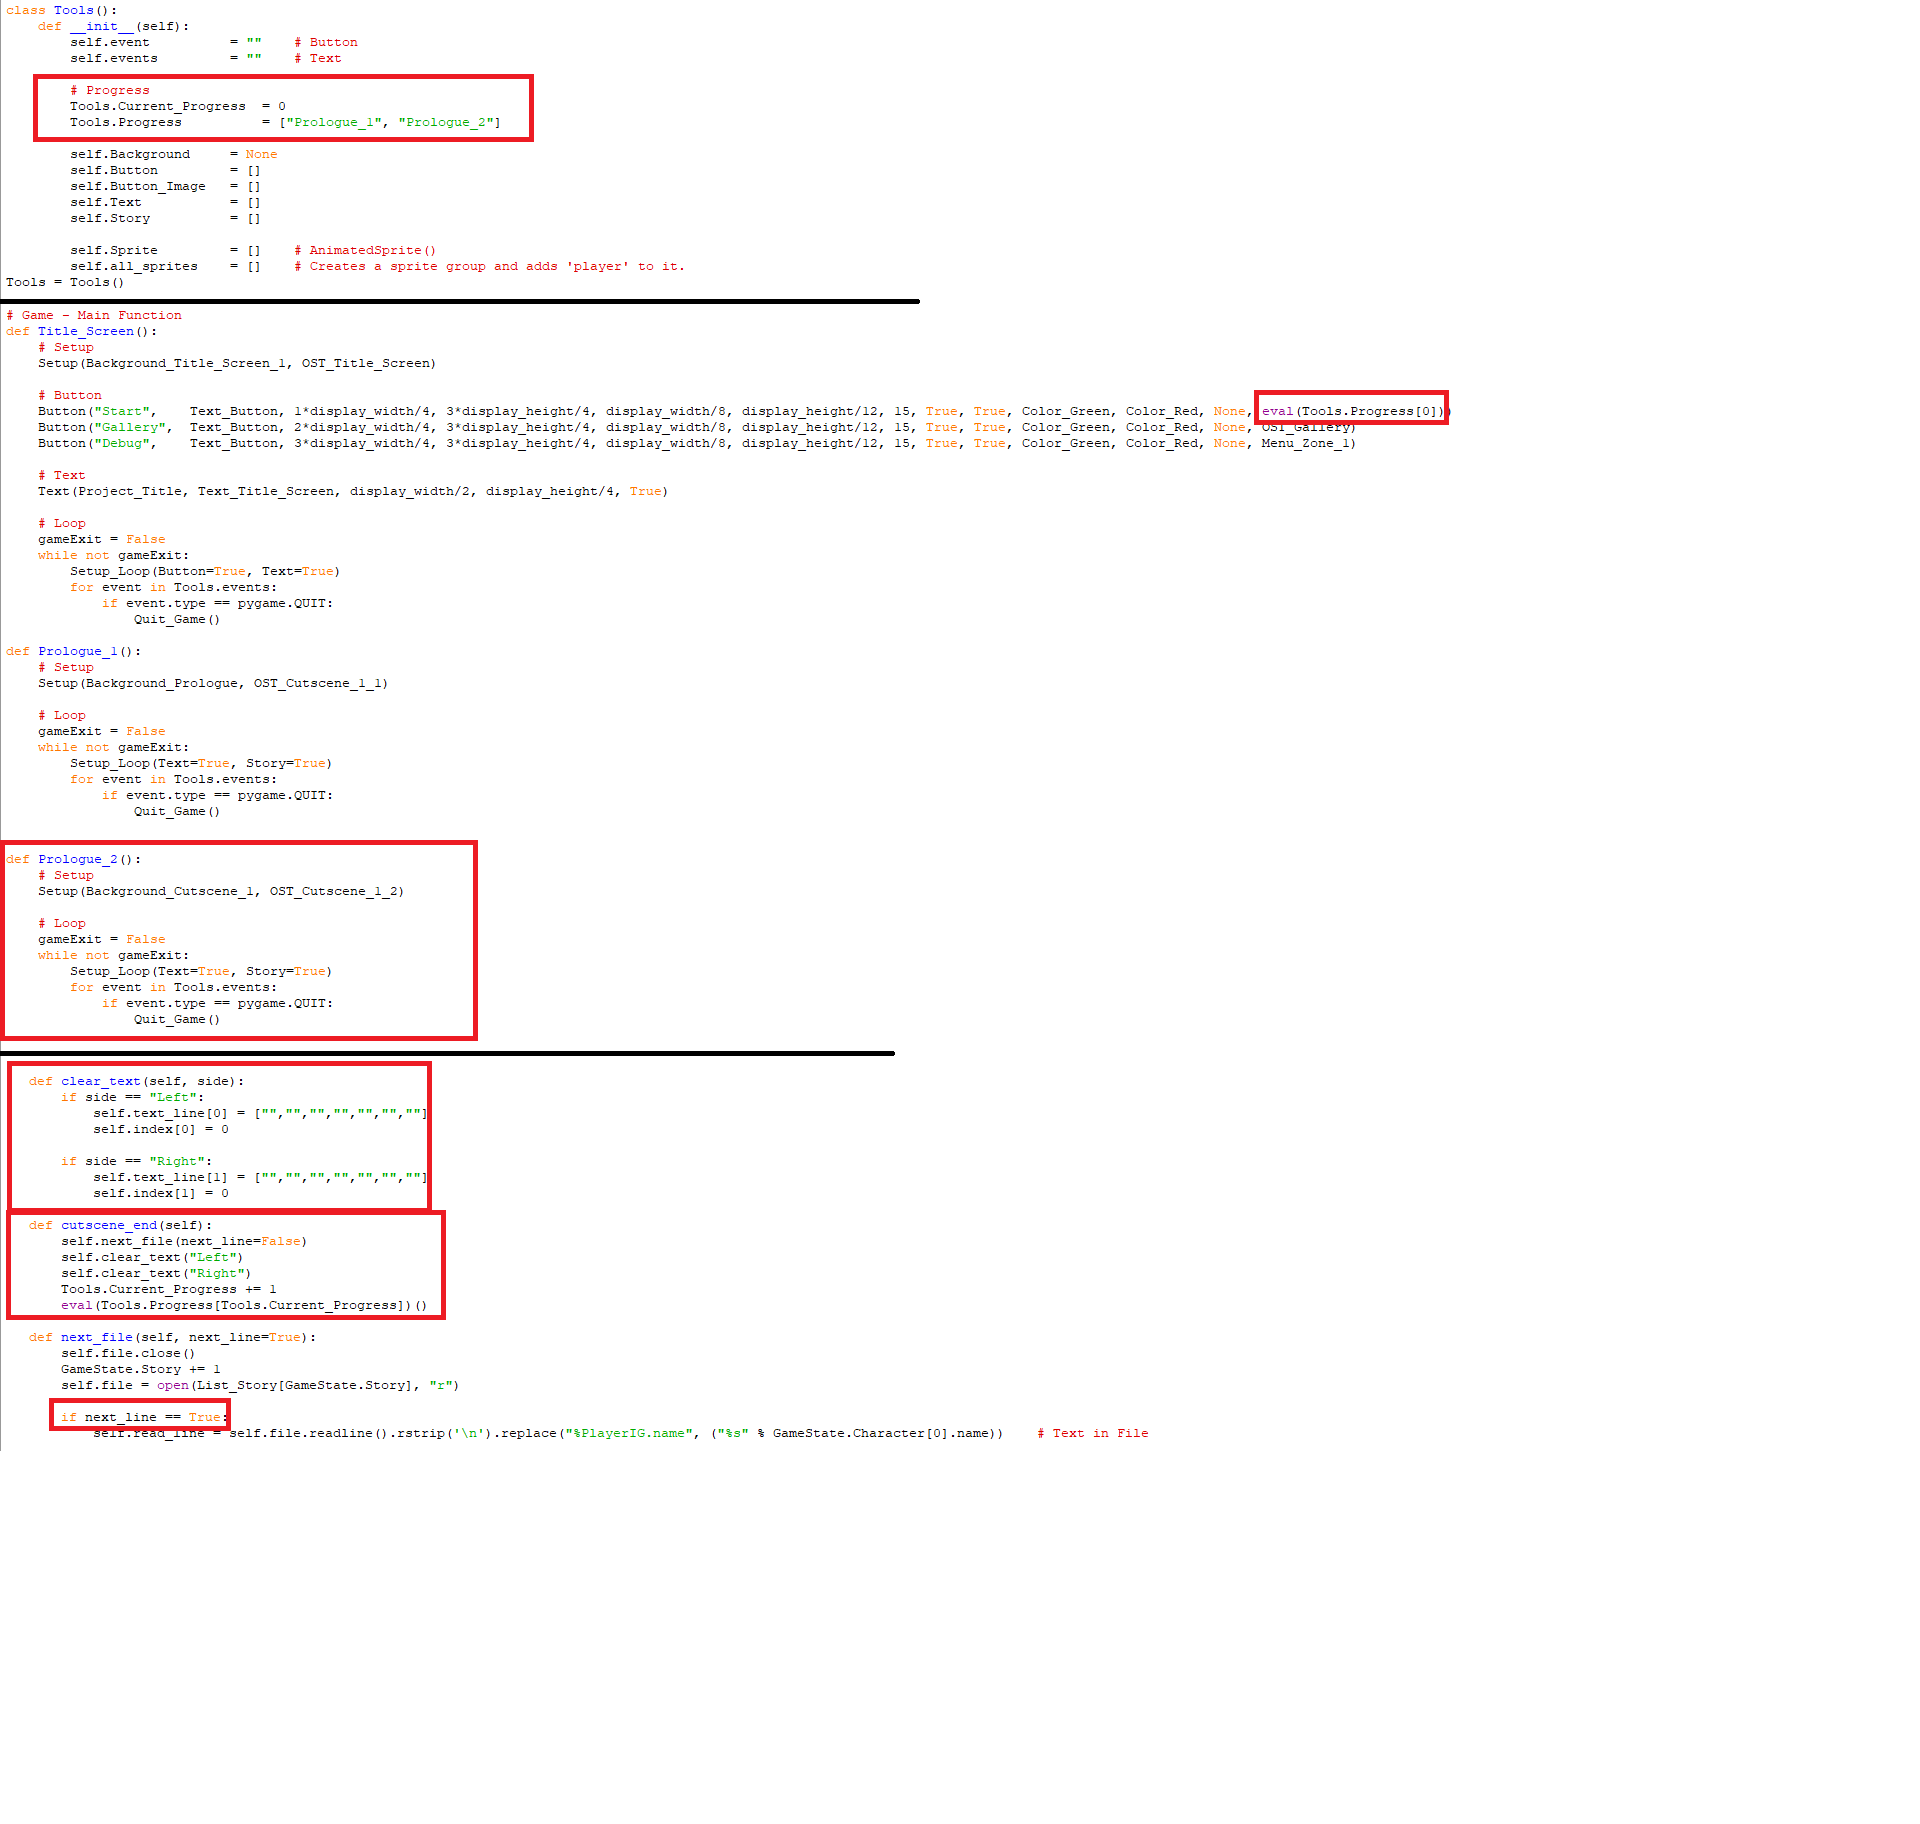 class Tools():
    def __init__(self):
        self.event          = ""    # Button
        self.events         = ""    # Text
        # Progress
        Tools.Current_Progress  = 0
        Tools.Progress          = ["Prologue_1", "Prologue_2"]
        self.Background     = None
        self.Button         = []
        self.Button_Image   = []
        self.Text           = []
        self.Story          = []
        self.Sprite         = []    # AnimatedSprite()
        self.all_sprites    = []    # Creates a sprite group and adds 'player' to it.
Tools = Tools()
# Game - Main Function
def Title_Screen():
    # Setup
    Setup(Background_Title_Screen_1, OST_Title_Screen)
    # Button
    Button("Start",    Text_Button, 1*display_width/4, 3*display_height/4, display_width/8, display_height/12, 15, True, True, Color_Green, Color_Red, None, eval(Tools.Progress[0]))
    Button("Gallery",  Text_Button, 2*display_width/4, 3*display_height/4, display_width/8, display_height/12, 15, True, True, Color_Green, Color_Red, None, OST_Gallery)
    Button("Debug",    Text_Button, 3*display_width/4, 3*display_height/4, display_width/8, display_height/12, 15, True, True, Color_Green, Color_Red, None, Menu_Zone_1)
    # Text
    Text(Project_Title, Text_Title_Screen, display_width/2, display_height/4, True)
    # Loop
    gameExit = False
    while not gameExit:
        Setup_Loop(Button=True, Text=True)
        for event in Tools.events:
            if event.type == pygame.QUIT:
                Quit_Game()
def Prologue_1():
    # Setup
    Setup(Background_Prologue, OST_Cutscene_1_1)
    # Loop
    gameExit = False
    while not gameExit:
        Setup_Loop(Text=True, Story=True)
        for event in Tools.events:
            if event.type == pygame.QUIT:
                Quit_Game()
def Prologue_2():
    # Setup
    Setup(Background_Cutscene_1, OST_Cutscene_1_2)
    # Loop
    gameExit = False
    while not gameExit:
        Setup_Loop(Text=True, Story=True)
        for event in Tools.events:
            if event.type == pygame.QUIT:
                Quit_Game()
    def clear_text(self, side):
        if side == "Left":
            self.text_line[0] = ["","","","","","",""]
            self.index[0] = 0
        if side == "Right":
            self.text_line[1] = ["","","","","","",""]
            self.index[1] = 0
    def cutscene_end(self):
        self.next_file(next_line=False)
        self.clear_text("Left")
        self.clear_text("Right")
        Tools.Current_Progress += 1
        eval(Tools.Progress[Tools.Current_Progress])()
    def next_file(self, next_line=True):
        self.file.close()
        GameState.Story += 1
        self.file = open(List_Story[GameState.Story], "r")
        if next_line == True:
            self.read_line = self.file.readline().rstrip('\n').replace("%PlayerIG.name", ("%s" % GameState.Character[0].name))    # Text in File